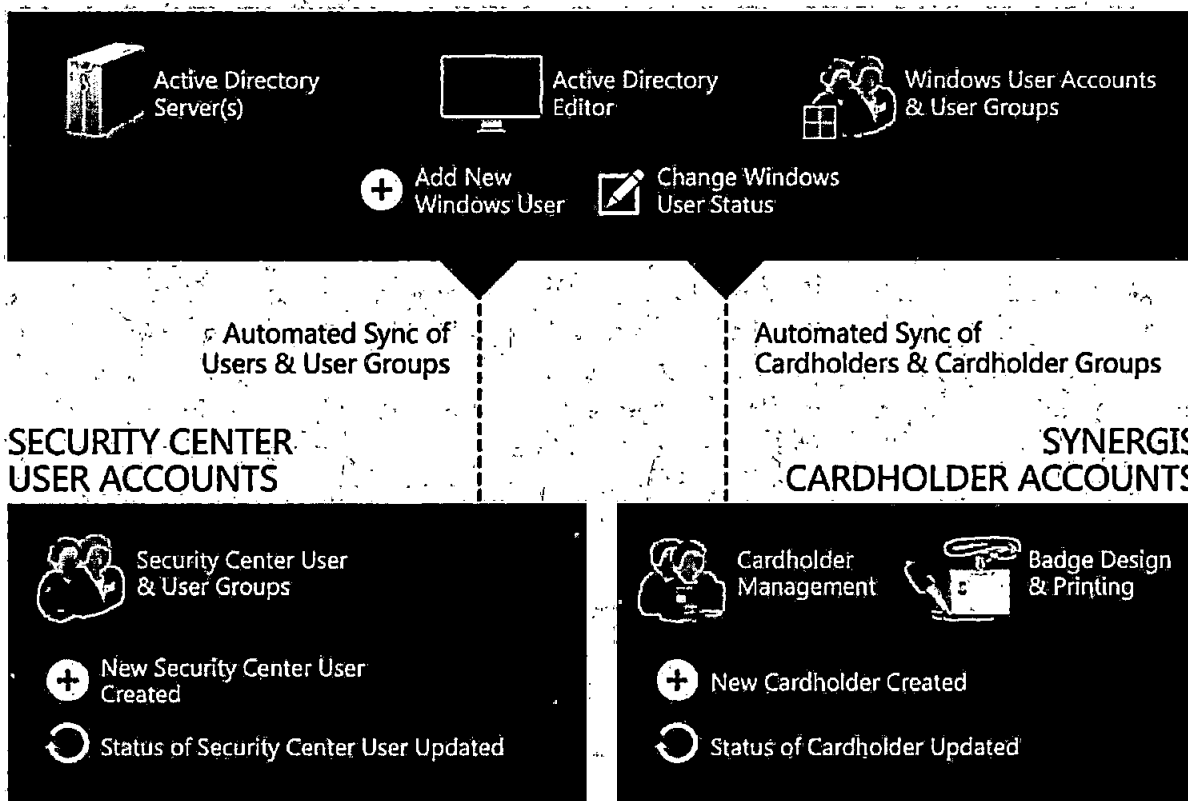 Active Directory
Server(s)
Active Directory
Editor
Windows User Accounts
& User Groups
Add New
Windows User
Change Windows
User Status
Automated Sync of
Users & User Groups
Automated Sync of
Cardholders & Cardholder Groups
SECURITY CENTER
USER ACCOUNTS
SYNERGIS
CARDHOLDER ACCOUNTS
Security Center User
& User Groups
New Security Center User
Created
Status of Security Center User Updated
Cardholder
Management
Badge Design
& Printing
New Cardholder Created
Status of Cardholder Updated